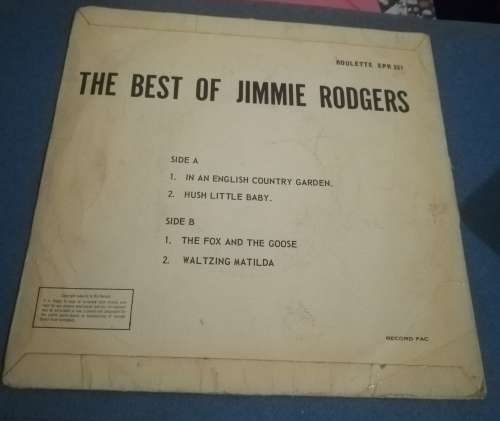 ROULETTE EPR 351
THE BEST OF JIMMIE RODGERS
SIDE A
1. IN AN ENGLISH COUNTRY GARDEN.
2. HUSH LITTLE BABY.
SIDE B
1. THE FOX AND THE GOOSE
2. WALTZING MATILDA
RECORD PAC